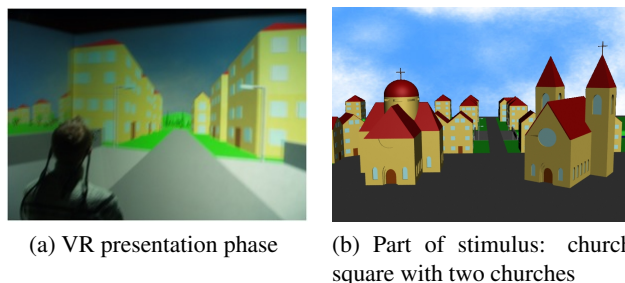 (a) VR presentation phase
(b) Part of stimulus: church
square with two churches